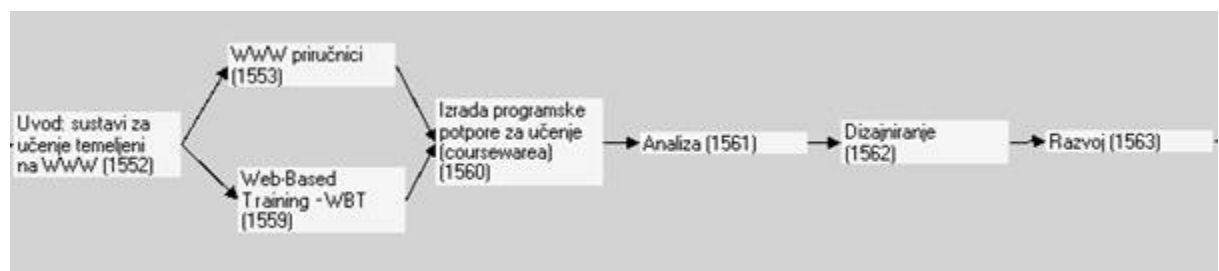 Uvod: sustavi za
učenje temeljeni
na WWW (1552)
WWW priručnici
(1553)
Web-Based
Training - WBT
(1559)
Izrada programske
potpore za učenje
(coursewarea)
(1560)
Analiza (1561)
Dizajniranje
(1562)
Razvoj (1563)